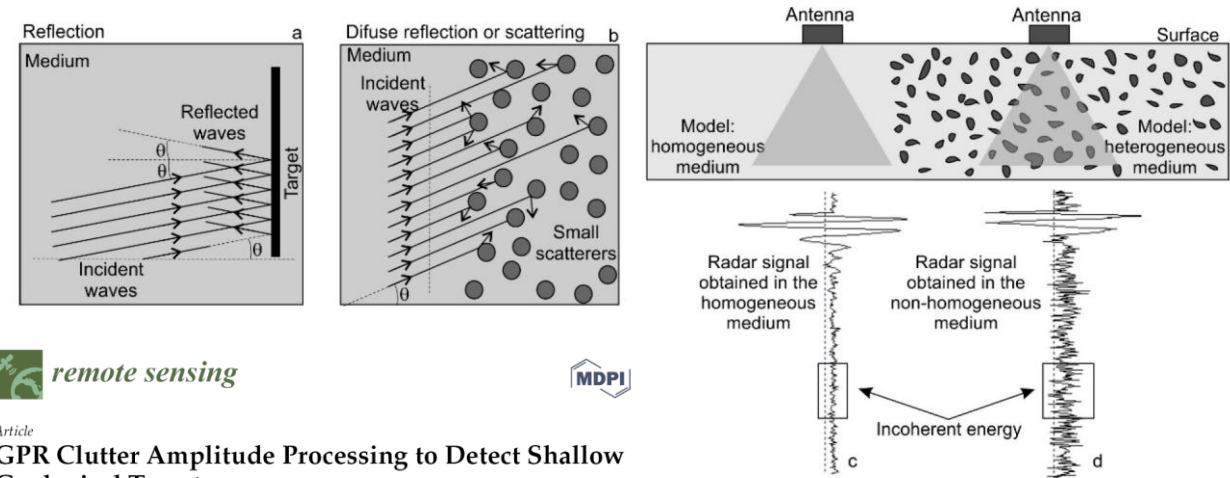 Reflection
a
Medium
Reflected
waves
θ
θ
Target
θ
Incident
waves
Difuse reflection or scattering
b
Medium
Incident
waves
Small
scatterers
θ
Antenna
Antenna
Surface
Model:
homogeneous
medium
Model:
heterogeneous
medium
Radar signal
obtained in the
homogeneous
medium
Radar signal
obtained in the
non-homogeneous
medium
Incoherent energy
c
d
remote sensing
MDPI
Article
GPR Clutter Amplitude Processing to Detect Shallow